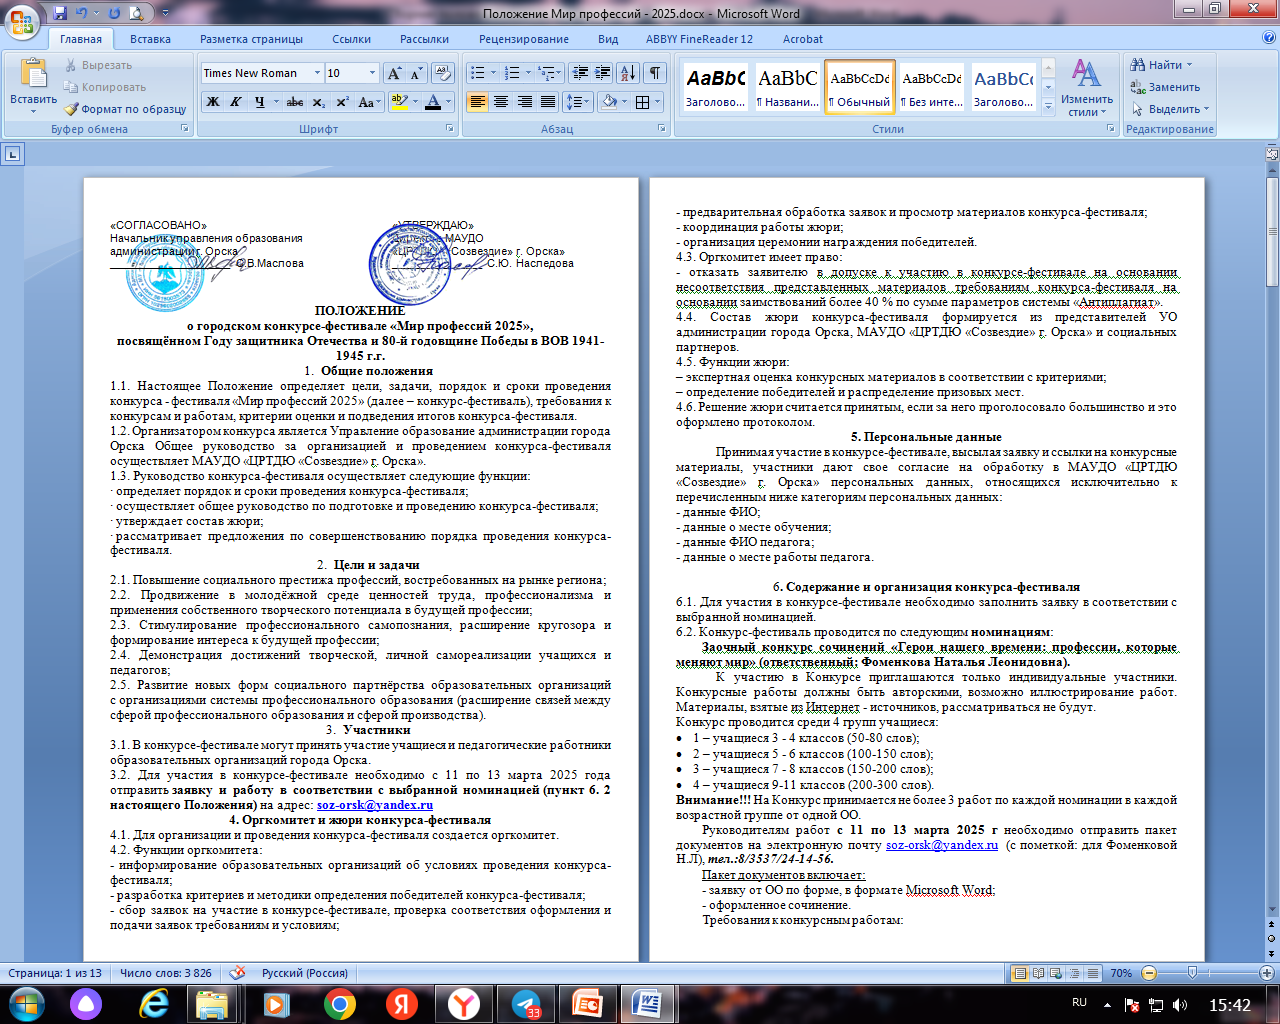 Положение Мир профессий - 2025.docx - Microsoft Word
Главная
Вставка
Разметка страницы
Ссылки
Рассылки
Рецензирование
Вид
ABBYY FineReader 12
Acrobat
Вставить
Вырезать
Копировать
Формат по образцу
Буфер обмена
Times New Roman
10
Ж К Ч abc x₂ x² Aa
Шрифт
Абзац
АаВbС
Заголово...
АаВbС
¶ Названи...
AaBbCcDd
¶ Обычный
AaBbCcDd
¶ Без инте...
AaBbCc
Заголово...
Изменить стили
Стили
Найти
Заменить
Выделить
Редактирование
«СОГЛАСОВАНО»
Начальник управления образования
администрации г. Орска
С.В.Маслова
«УТВЕРЖДАЮ»
МАУДО
«Созвездие» г. Орска»
С.Ю. Наследова
ПОЛОЖЕНИЕ
о городском конкурсе-фестивале «Мир профессий 2025»,
посвящённом Году защитника Отечества и 80-й годовщине Победы в ВОВ 1941-
1945 г.г.
1. Общие положения
1.1. Настоящее Положение определяет цели, задачи, порядок и сроки проведения
конкурса - фестиваля «Мир профессий 2025» (далее – конкурс-фестиваль), требования к
конкурсам и работам, критерии оценки и подведения итогов конкурса-фестиваля.
1.2. Организатором конкурса является Управление образование администрации города
Орска Общее руководство за организацией и проведением конкурса-фестиваля
осуществляет МАУДО «ЦРТДЮ «Созвездие» г. Орска».
1.3. Руководство конкурса-фестиваля осуществляет следующие функции:
· определяет порядок и сроки проведения конкурса-фестиваля;
· осуществляет общее руководство по подготовке и проведению конкурса-фестиваля;
· утверждает состав жюри;
· рассматривает предложения по совершенствованию порядка проведения конкурса-
фестиваля.
2. Цели и задачи
2.1. Повышение социального престижа профессий, востребованных на рынке региона;
2.2. Продвижение в молодёжной среде ценностей труда, профессионализма и
применения собственного творческого потенциала в будущей профессии;
2.3. Стимулирование профессионального самопознания, расширение кругозора и
формирование интереса к будущей профессии;
2.4. Демонстрация достижений творческой, личной самореализации учащихся и
педагогов;
2.5. Развитие новых форм социального партнёрства образовательных организаций
с организациями системы профессионального образования (расширение связей между
сферой профессионального образования и сферой производства).
3. Участники
3.1. В конкурсе-фестивале могут принять участие учащиеся и педагогические работники
образовательных организаций города Орска.
3.2. Для участия в конкурсе-фестивале необходимо с 11 по 13 марта 2025 года
отправить заявку и работу в соответствии с выбранной номинацией (пункт 6. 2
настоящего Положения) на адрес: soz-orsk@yandex.ru
4. Оргкомитет и жюри конкурса-фестиваля
4.1. Для организации и проведения конкурса-фестиваля создается оргкомитет.
4.2. Функции оргкомитета:
- информирование образовательных организаций об условиях проведения конкурса-
фестиваля;
- разработка критериев и методики определения победителей конкурса-фестиваля;
- сбор заявок на участие в конкурсе-фестивале, проверка соответствия оформления и
подачи заявок требованиям и условиям;
- предварительная обработка заявок и просмотр материалов конкурса-фестиваля;
- координация работы жюри;
- организация церемонии награждения победителей.
4.3. Оргкомитет имеет право:
- отказать заявителю в допуске к участию в конкурсе-фестивале на основании
несоответствия представленных материалов требованиям конкурса-фестиваля на
основании заимствований более 40 % по сумме параметров системы «Антиплагиат».
4.4. Состав жюри конкурса-фестиваля формируется из представителей УО
администрации города Орска, МАУДО «ЦРТДЮ «Созвездие» г. Орска» и социальных
партнеров.
4.5. Функции жюри:
– экспертная оценка конкурсных материалов в соответствии с критериями;
– определение победителей и распределение призовых мест.
4.6. Решение жюри считается принятым, если за него проголосовало большинство и это
оформлено протоколом.
5. Персональные данные
Принимая участие в конкурсе-фестивале, высылая заявку и ссылки на конкурсные
материалы, участники дают свое согласие на обработку в МАУДО «ЦРТДЮ
«Созвездие» г. Орска» персональных данных, относящихся исключительно к
перечисленным ниже категориям персональных данных:
- данные ФИО;
- данные о месте обучения;
- данные ФИО педагога;
- данные о месте работы педагога.
6. Содержание и организация конкурса-фестиваля
6.1. Для участия в конкурсе-фестивале необходимо заполнить заявку в соответствии с
выбранной номинацией.
6.2. Конкурс-фестиваль проводится по следующим номинациям:
Заочный конкурс сочинений «Герои нашего времени: профессии, которые
меняют мир» (ответственный: Фоменкова Наталья Леонидовна).
К участию в Конкурсе приглашаются только индивидуальные участники.
Конкурсные работы должны быть авторскими, возможно иллюстрирование работ.
Материалы, взятые из Интернет - источников, рассматриваться не будут.
Конкурс проводится среди 4 групп учащиеся:
• 1 – учащиеся 3 - 4 классов (50-80 слов);
• 2 – учащиеся 5 - 6 классов (100-150 слов);
• 3 – учащиеся 7 - 8 классов (150-200 слов);
• 4 – учащиеся 9-11 классов (200-300 слов).
Внимание!!! На Конкурс принимается не более 3 работ по каждой номинации в каждой
возрастной группе от одной ОО.
Руководителям работ с 11 по 13 марта 2025 г необходимо отправить пакет
документов на электронную почту soz-orsk@yandex.ru (с пометкой: для Фоменковой
Н.Л), тел.:8/3537/24-14-56.
Пакет документов включает:
- заявку от ОО по форме, в формате Microsoft Word;
- оформленное сочинение.
Требования к конкурсным работам:
Страница: 1 из 13
Число слов: 3 826
Русский (Россия)
70%
33
RU
15:42